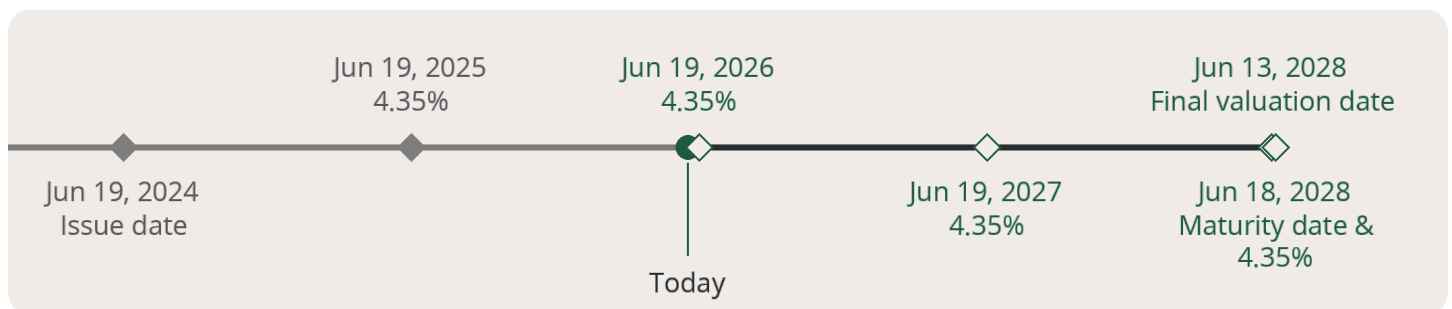 Jun 19, 2025
4.35%
Jun 19, 2026
4.35%
Jun 13, 2028
Final valuation date
Jun 19, 2024
Issue date
Jun 19, 2027
4.35%
Jun 18, 2028
Maturity date &
4.35%
Today